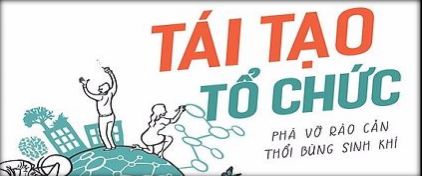 TÁI TẠO
TỔ CHỨC
PHÁ VỠ RÀO CẢN
THỔI BÙNG SINH KHÍ